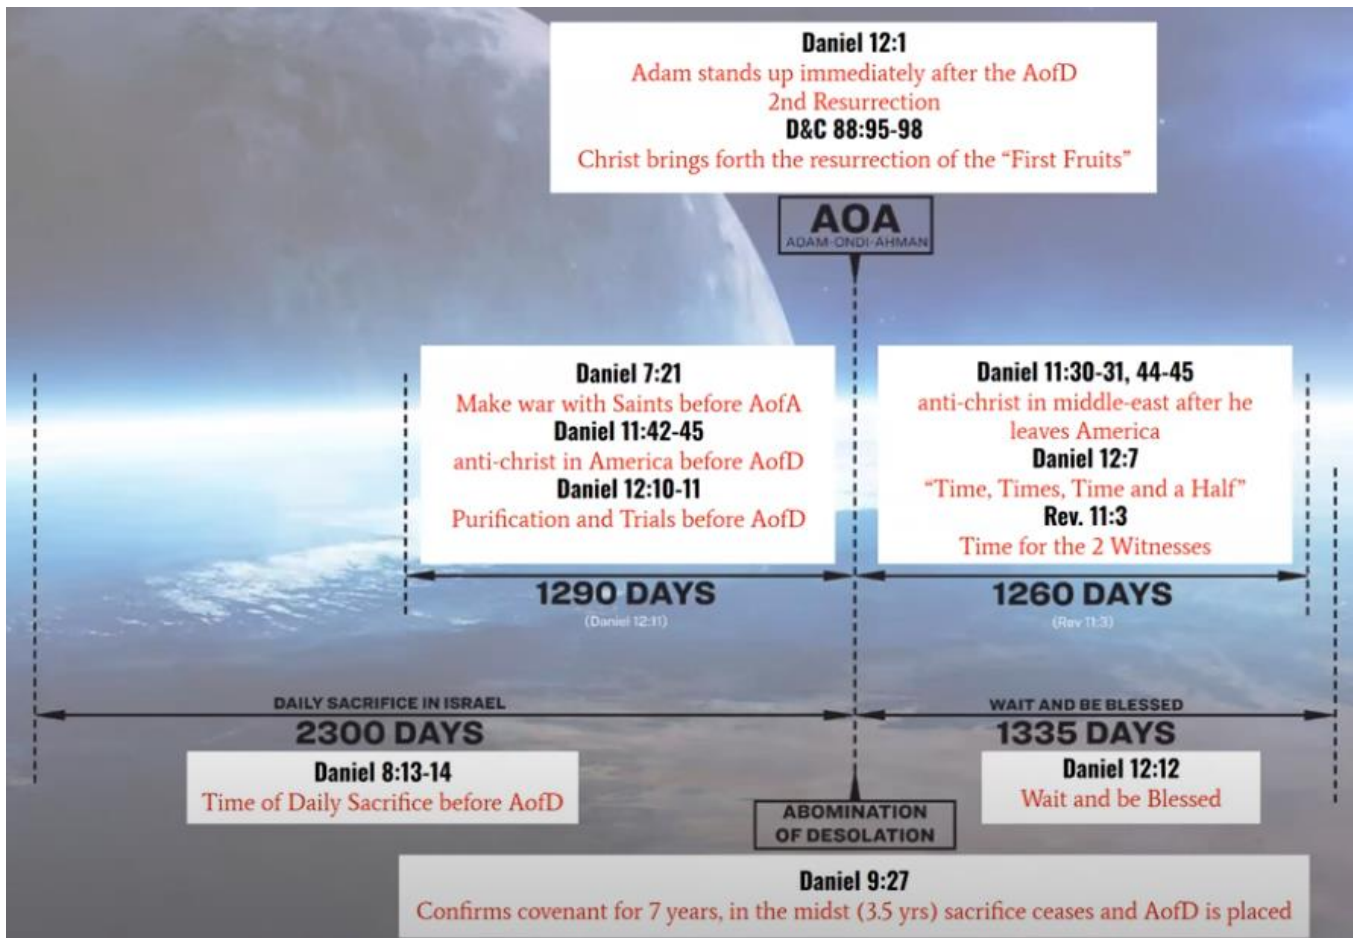 Daniel 12:1
Adam stands up immediately after the AofD
2nd Resurrection
D&C 88:95-98
Christ brings forth the resurrection of the “First Fruits”
AOA
ADAM-ONDI-AHMAN
Daniel 7:21
Make war with Saints before AofA
Daniel 11:42-45
anti-christ in America before AofD
Daniel 12:10-11
Purification and Trials before AofD
Daniel 11:30-31, 44-45
anti-christ in middle-east after he
leaves America
Daniel 12:7
“Time, Times, Time and a Half”
Rev. 11:3
Time for the 2 Witnesses
1290 DAYS
(Daniel 12:11)
1260 DAYS
(Rev 11:3)
DAILY SACRIFICE IN ISRAEL
2300 DAYS
Daniel 8:13-14
Time of Daily Sacrifice before AofD
WAIT AND BE BLESSED
1335 DAYS
Daniel 12:12
Wait and be Blessed
ABOMINATION
OF DESOLATION
Daniel 9:27
Confirms covenant for 7 years, in the midst (3.5 yrs) sacrifice ceases and AofD is placed